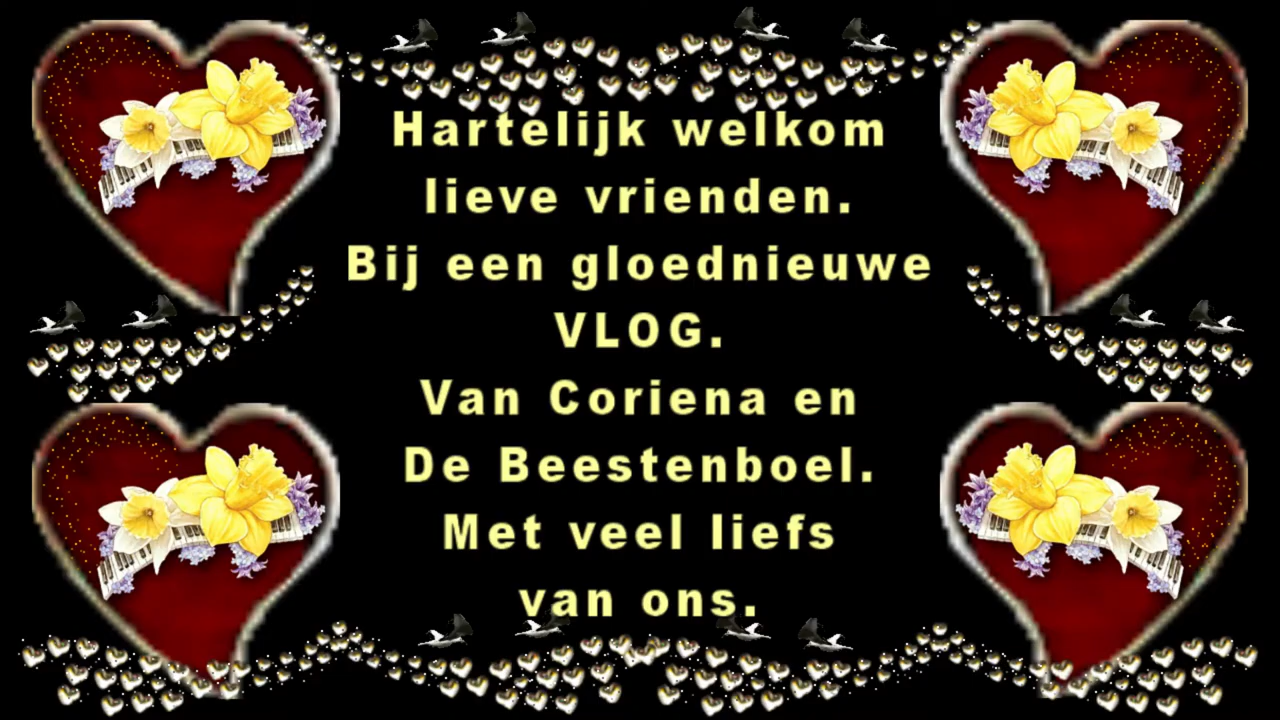 Hartelijk welkom
lieve vrienden.
Bij een gloednieuwe
VLOG.
Van Coriena en
De Beestenboel.
Met veel liefs
van ons.